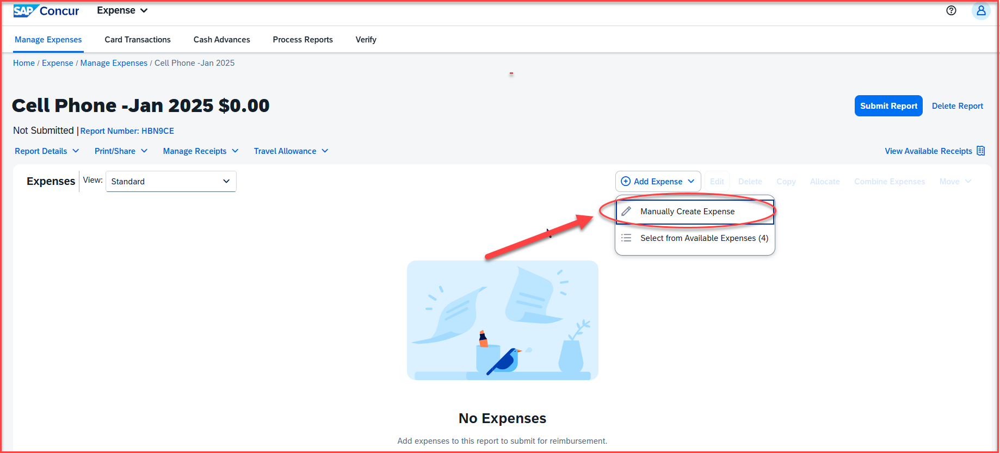 SAP Concur Expense
Manage Expenses Card Transactions Cash Advances Process Reports Verify
Home / Expense / Manage Expenses / Cell Phone -Jan 2025
Cell Phone -Jan 2025 $0.00
Submit Report Delete Report
Not Submitted | Report Number: HBN9CE
Report Details Print/Share Manage Receipts Travel Allowance View Available Receipts
Expenses View: Standard Add Expense Edit Delete Copy Allocate Combine Expenses Move
Manually Create Expense
Select from Available Expenses (4)
No Expenses
Add expenses to this report to submit for reimbursement.